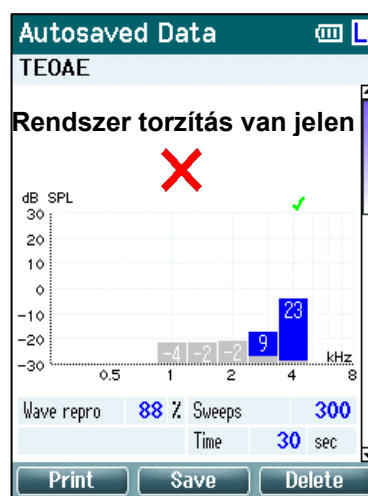 Autosaved Data L
TEOAE
Rendszer torzítás van jelen
dB SPL
30
20
10
0
-10
-20
-30
-4 -2 -2 9 23
kHz
0.5 1 2 4 8
Wave repro 88 % Sweeps 300
Time 30 sec
Print Save Delete